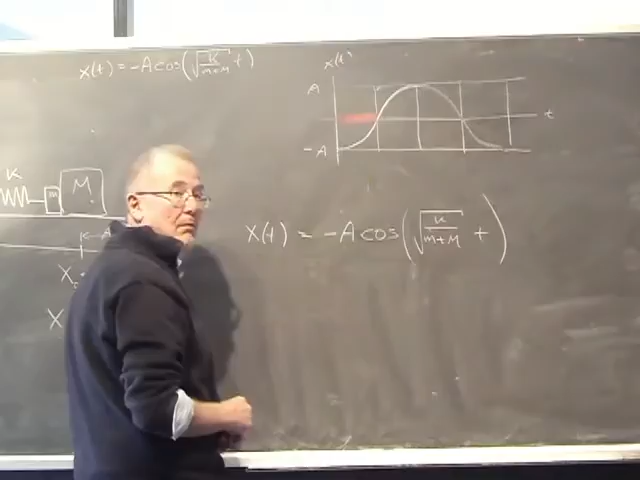 X(t) = -A cos(√(K/(m+M)) t)
x(t)
A
t
-A
K
m
M
X(t) = -A cos(√(K/(m+M)) t)
X